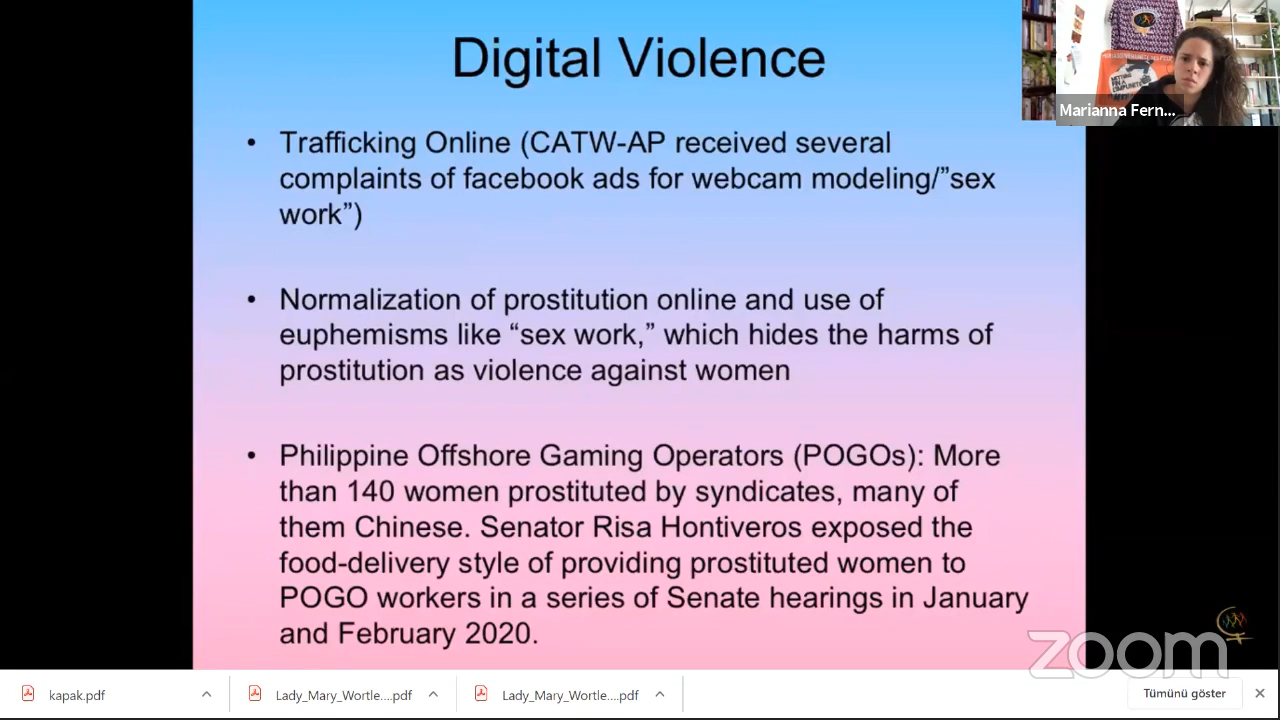 Digital Violence
Marianna Fern...
• Trafficking Online (CATW-AP received several
complaints of facebook ads for webcam modeling/”sex
work”)
• Normalization of prostitution online and use of
euphemisms like “sex work,” which hides the harms of
prostitution as violence against women
• Philippine Offshore Gaming Operators (POGOs): More
than 140 women prostituted by syndicates, many of
them Chinese. Senator Risa Hontiveros exposed the
food-delivery style of providing prostituted women to
POGO workers in a series of Senate hearings in January
and February 2020.
zoom
kapak.pdf
Lady_Mary_Wortle....pdf
Lady_Mary_Wortle....pdf
Tümünü göster